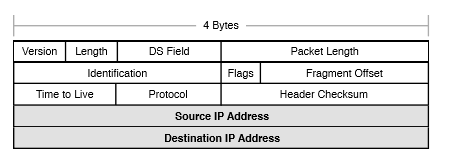 4 Bytes
Version Length DS Field Packet Length
Identification Flags Fragment Offset
Time to Live Protocol Header Checksum
Source IP Address
Destination IP Address